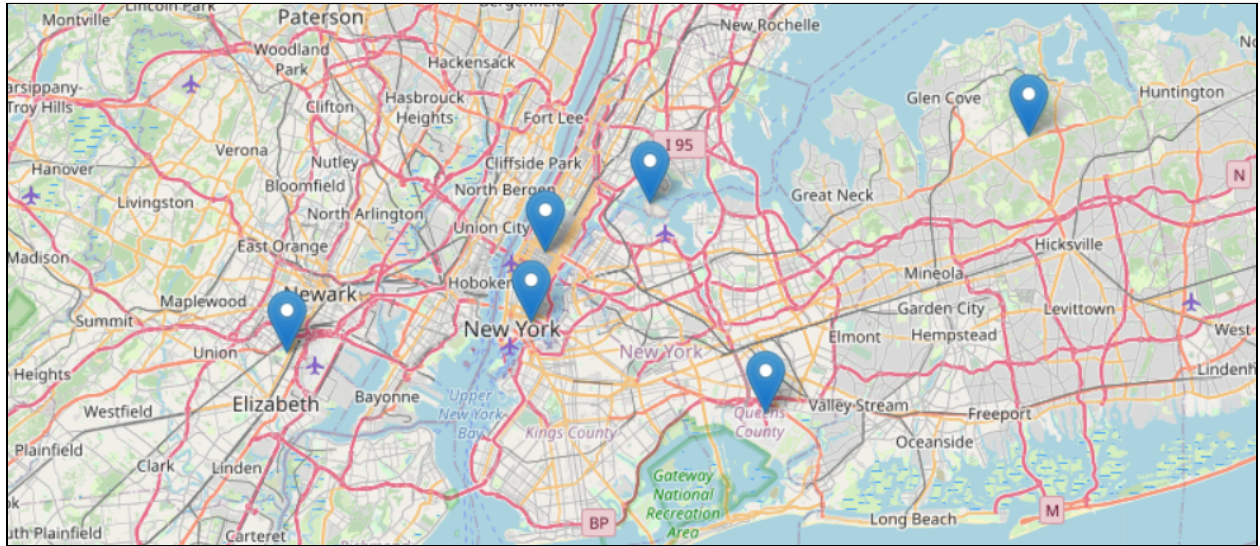 Montville
Lincoln Park
Paterson
Bergenfield
New Rochelle
Woodland
Park
Hackensack
arsippany-
Troy Hills
Clifton
Hasbrouck
Heights
Fort Lee
Glen Cove
Huntington
Verona
Nutley
Cliffside Park
I 95
Hanover
Bloomfield
North Bergen
Great Neck
N
Livingston
North Arlington
Union City
East Orange
Hicksville
Madison
Maplewood
Newark
Hoboken
Mineola
Summit
Garden City
Levittown
New York
Hempstead
West
Union
New York
Elmont
Heights
Lindenh
Elizabeth
Bayonne
Upper
New York
Bay
Valley Stream
Westfield
Queens
County
Freeport
Kings County
Oceanside
Plainfield
Clark
Linden
Gateway
National
Recreation
Area
ok
uth Plainfield
Carteret
BP
Long Beach
M